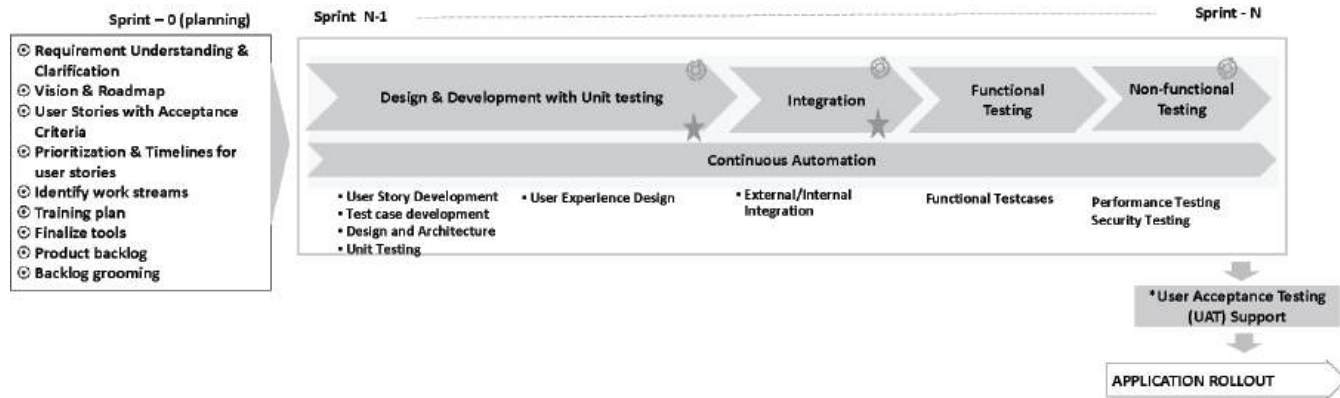 Sprint – 0 (planning)
Requirement Understanding &
Clarification
Vision & Roadmap
User Stories with Acceptance
Criteria
Prioritization & Timelines for
user stories
Identify work streams
Training plan
Finalize tools
Product backlog
Backlog grooming
Sprint N-1
Sprint - N
Design & Development with Unit testing
Integration
Functional
Testing
Non-functional
Testing
Continuous Automation
▪ User Story Development
▪ Test case development
▪ Design and Architecture
▪ Unit Testing
▪ User Experience Design
▪ External/Internal
Integration
Functional Testcases
Performance Testing
Security Testing
*User Acceptance Testing
(UAT) Support
APPLICATION ROLLOUT